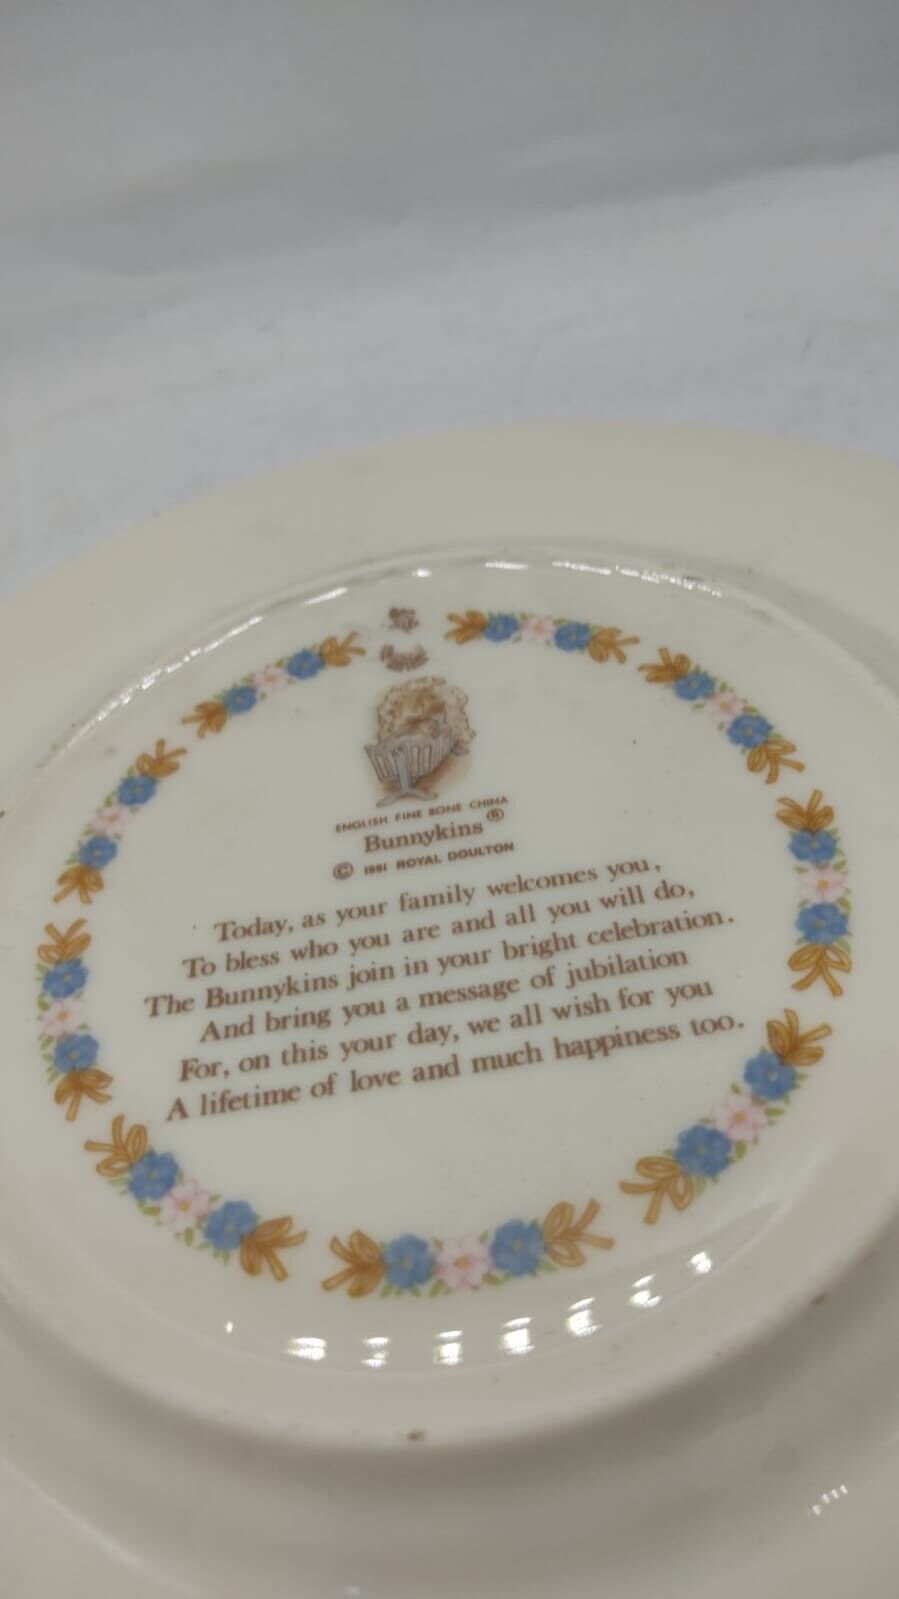 ENGLISH FINE BONE CHINA
Bunnykins ®
© 1991 ROYAL DOULTON
Today, as your family welcomes you,
To bless who you are and all you will do,
The Bunnykins join in your bright celebration.
And bring you a message of jubilation
For, on this your day, we all wish for you
A lifetime of love and much happiness too.